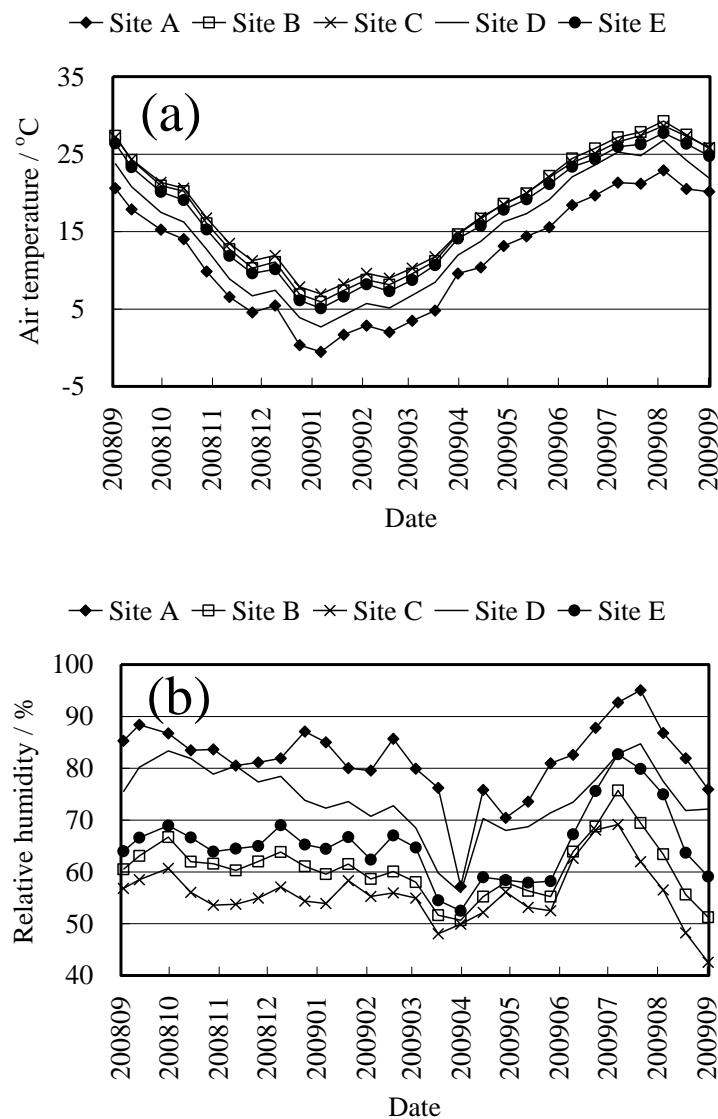 Site A Site B Site C Site D Site E
(a)
35
25
15
5
-5
Air temperature / °C
200809 200810 200811 200812 200901 200902 200903 200904 200905 200906 200907 200908 200909
Date
Site A Site B Site C Site D Site E
(b)
100
90
80
70
60
50
40
Relative humidity / %
200809 200810 200811 200812 200901 200902 200903 200904 200905 200906 200907 200908 200909
Date